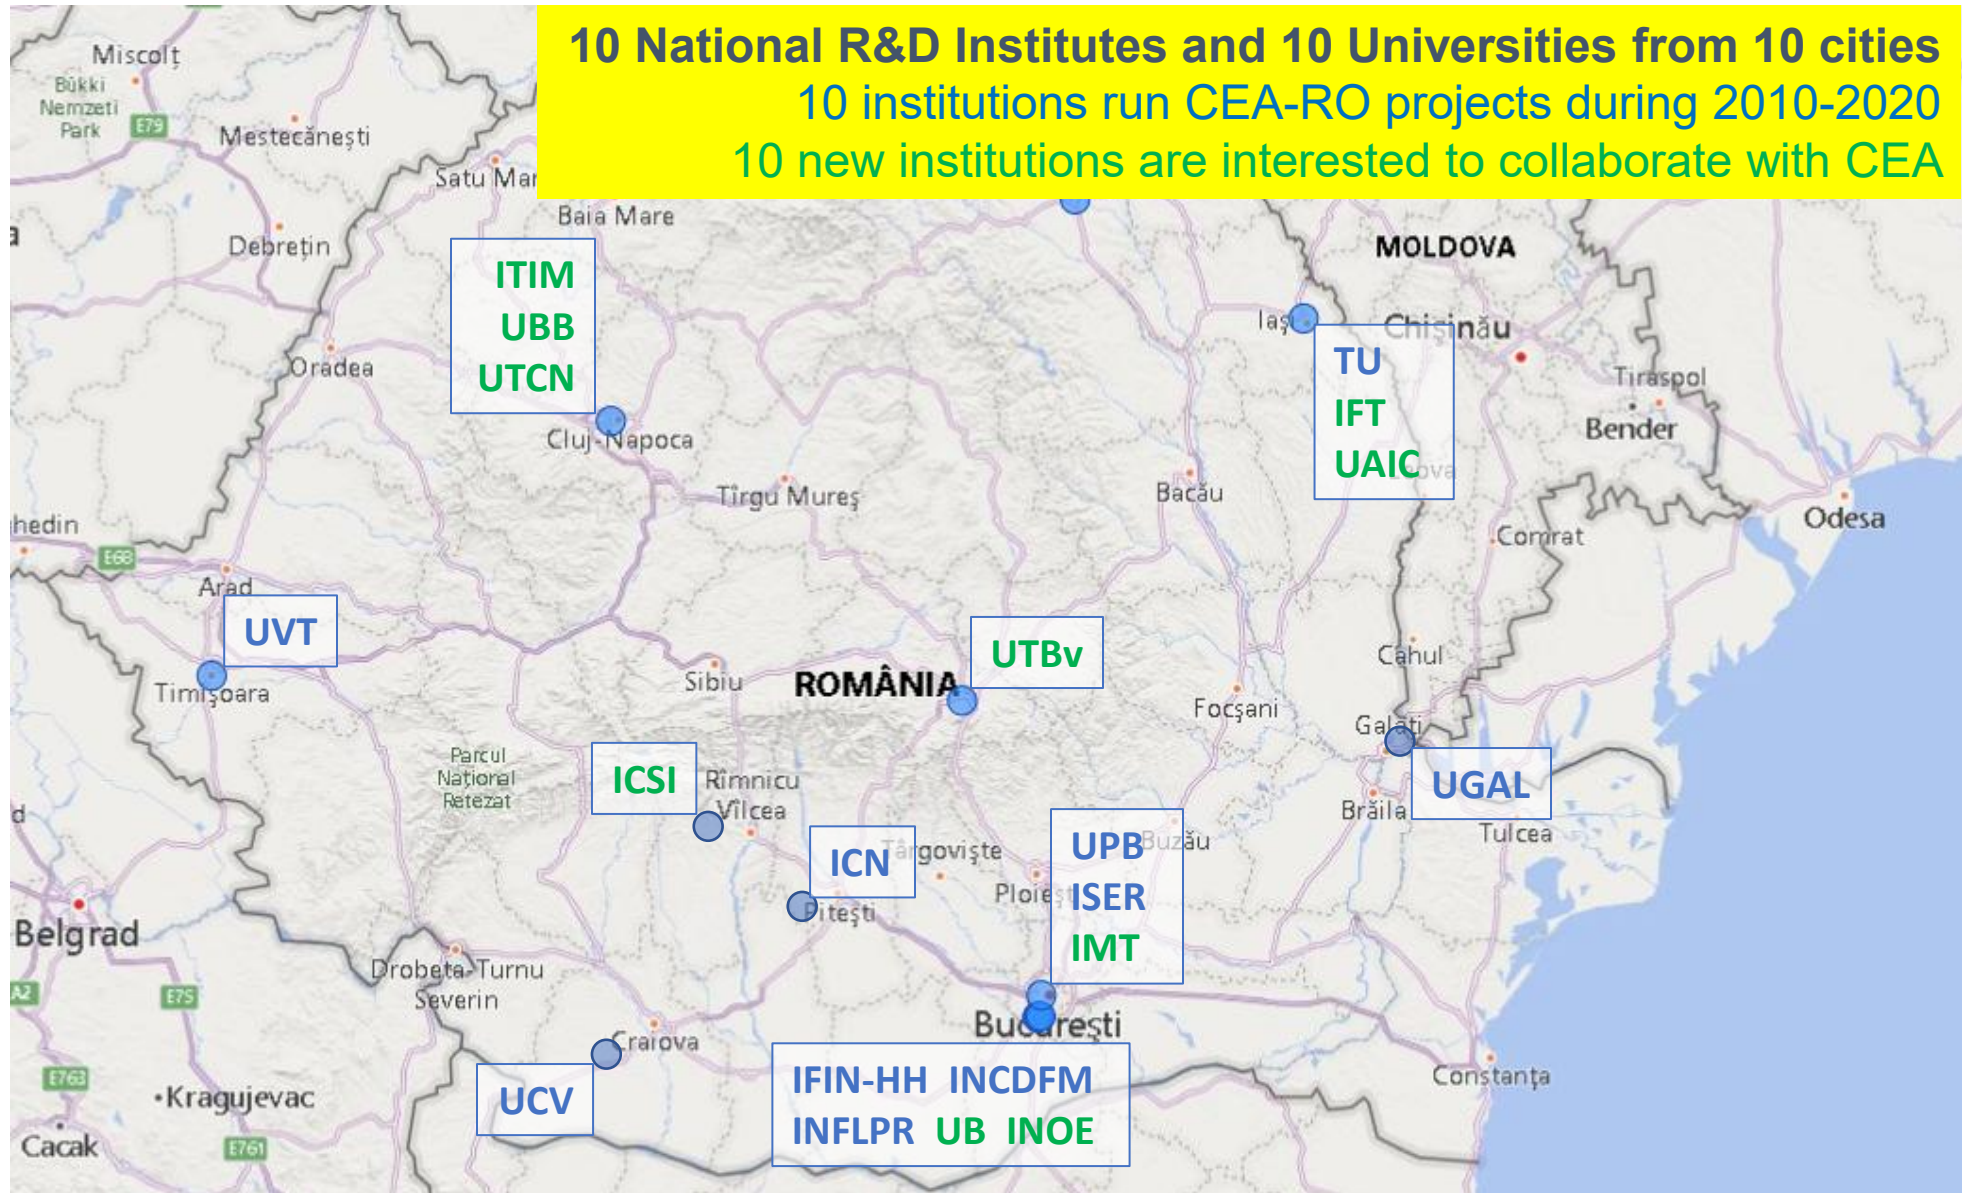 10 National R&D Institutes and 10 Universities from 10 cities
10 institutions run CEA-RO projects during 2010-2020
10 new institutions are interested to collaborate with CEA
Miscolț
Bükki
Nemzeti
Park
E79
Mestecănești
Satu Mar
Baia Mare
Debrețin
MOLDOVA
ITIM
UBB
UTCN
Iași
Chișinău
TU
IFT
UAIC
Oradea
Tiraspol
Bender
Cluj-Napoca
Tîrgu Mureș
Bacău
hedin
Odesa
Comrat
E68
Arad
UVT
Timișoara
UTBv
Cahul
Sibiu
ROMÂNIA
Focșani
Galați
UGAL
Parcul
Național
Retezat
ICSI
Rîmnicu
Vîlcea
Brăila
Tulcea
d
ICN
Târgoviște
UPB
ISER
IMT
Buzău
Ploiești
Pitești
Belgrad
Drobeta-Turnu
Severin
A2
E75
București
Craiova
UCV
IFIN-HH INCDFM
INFLPR UB INOE
Constanța
E763
Kragujevac
Cacak
E761